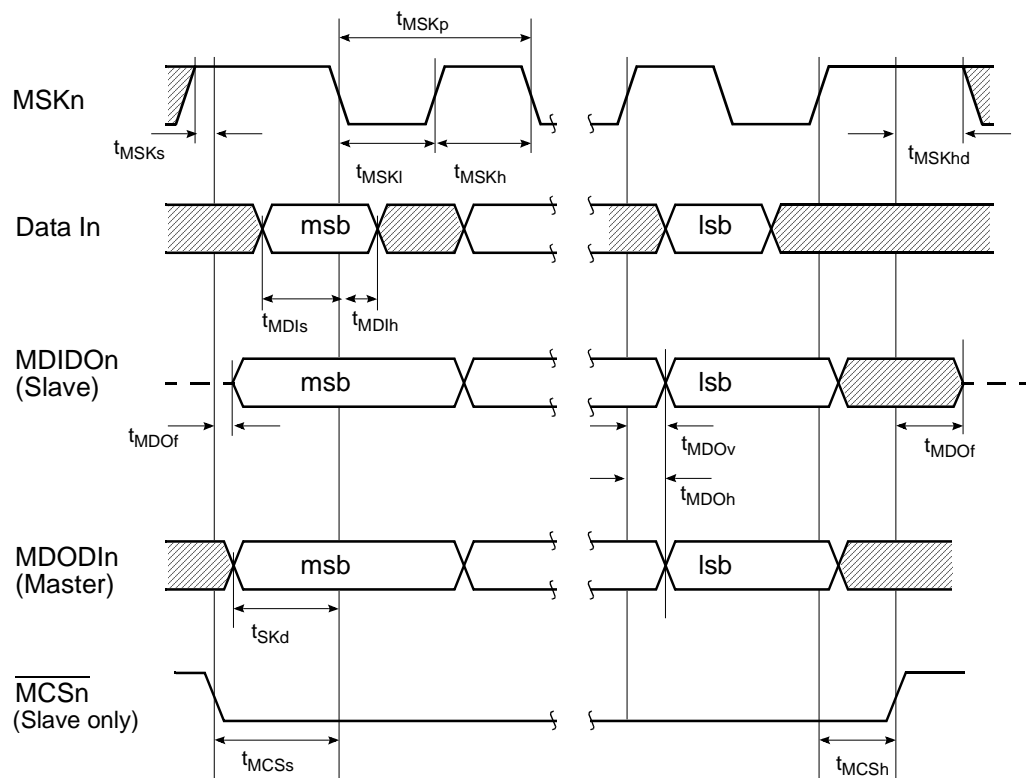 tMSKp
MSKn
tMSKs
tMSKl
tMSKh
tMSKhd
Data In
msb
lsb
tMDIs
tMDIh
MDIDOn
(Slave)
msb
lsb
tMDOf
tMDOv
tMDOf
tMDOh
MDODIn
(Master)
msb
lsb
tSKd
MCSn
(Slave only)
tMCSs
tMCSh